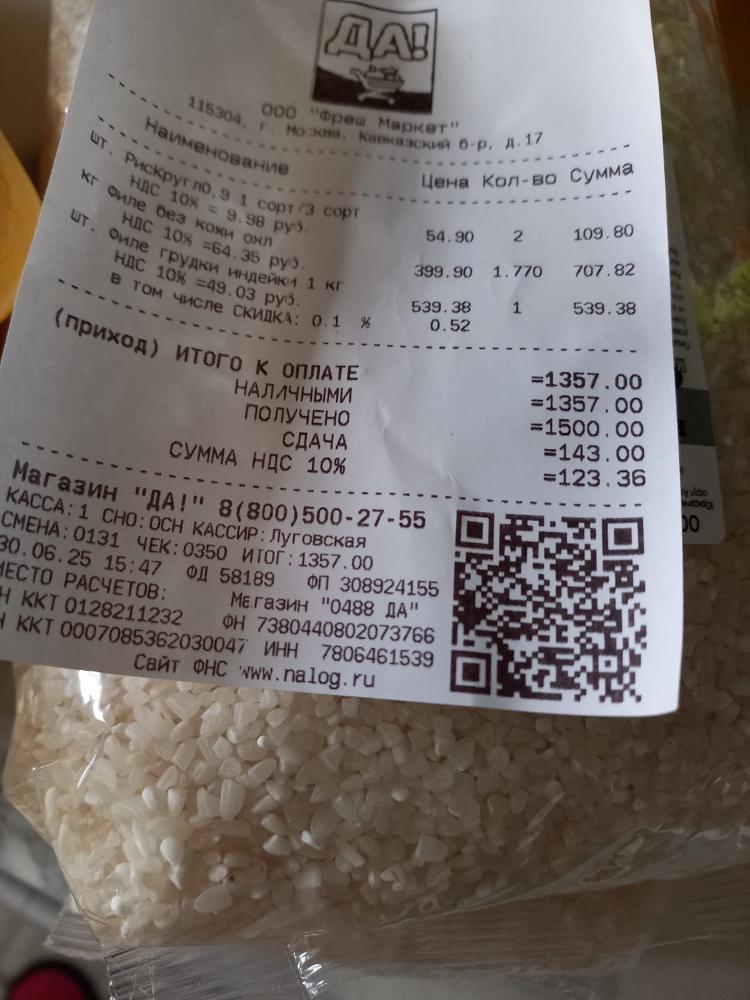 ДА!
ООО "Фреш Маркет"
115304, г. Москва, Кавказский б-р, д.17
Наименование Цена Кол-во Сумма
шт. РисКругл0,9 1 сорт/3 сорт
НДС 10% = 9.98 руб. 54.90 2 109.80
кг Филе без кожи охл
НДС 10% =64.35 руб. 399.90 1.770 707.82
шт. Филе грудки индейки 1 кг
НДС 10% =49.03 руб. 539.38 1 539.38
в том числе СКИДКА: 0.1 % 0.52
(приход) ИТОГО К ОПЛАТЕ =1357.00
НАЛИЧНЫМИ =1357.00
ПОЛУЧЕНО =1500.00
СДАЧА =143.00
СУММА НДС 10% =123.36
Магазин "ДА!" 8(800)500-27-55
КАССА:1 СНО:ОСН КАССИР:Луговская
СМЕНА:0131 ЧЕК:0350 ИТОГ:1357.00
30.06.25 15:47 ФД 58189 ФП 308924155
МЕСТО РАСЧЕТОВ: Магазин "0488 ДА"
Н ККТ 0128211232 ФН 7380440802073766
Н ККТ 0007085362030047 ИНН 7806461539
Сайт ФНС www.nalog.ru